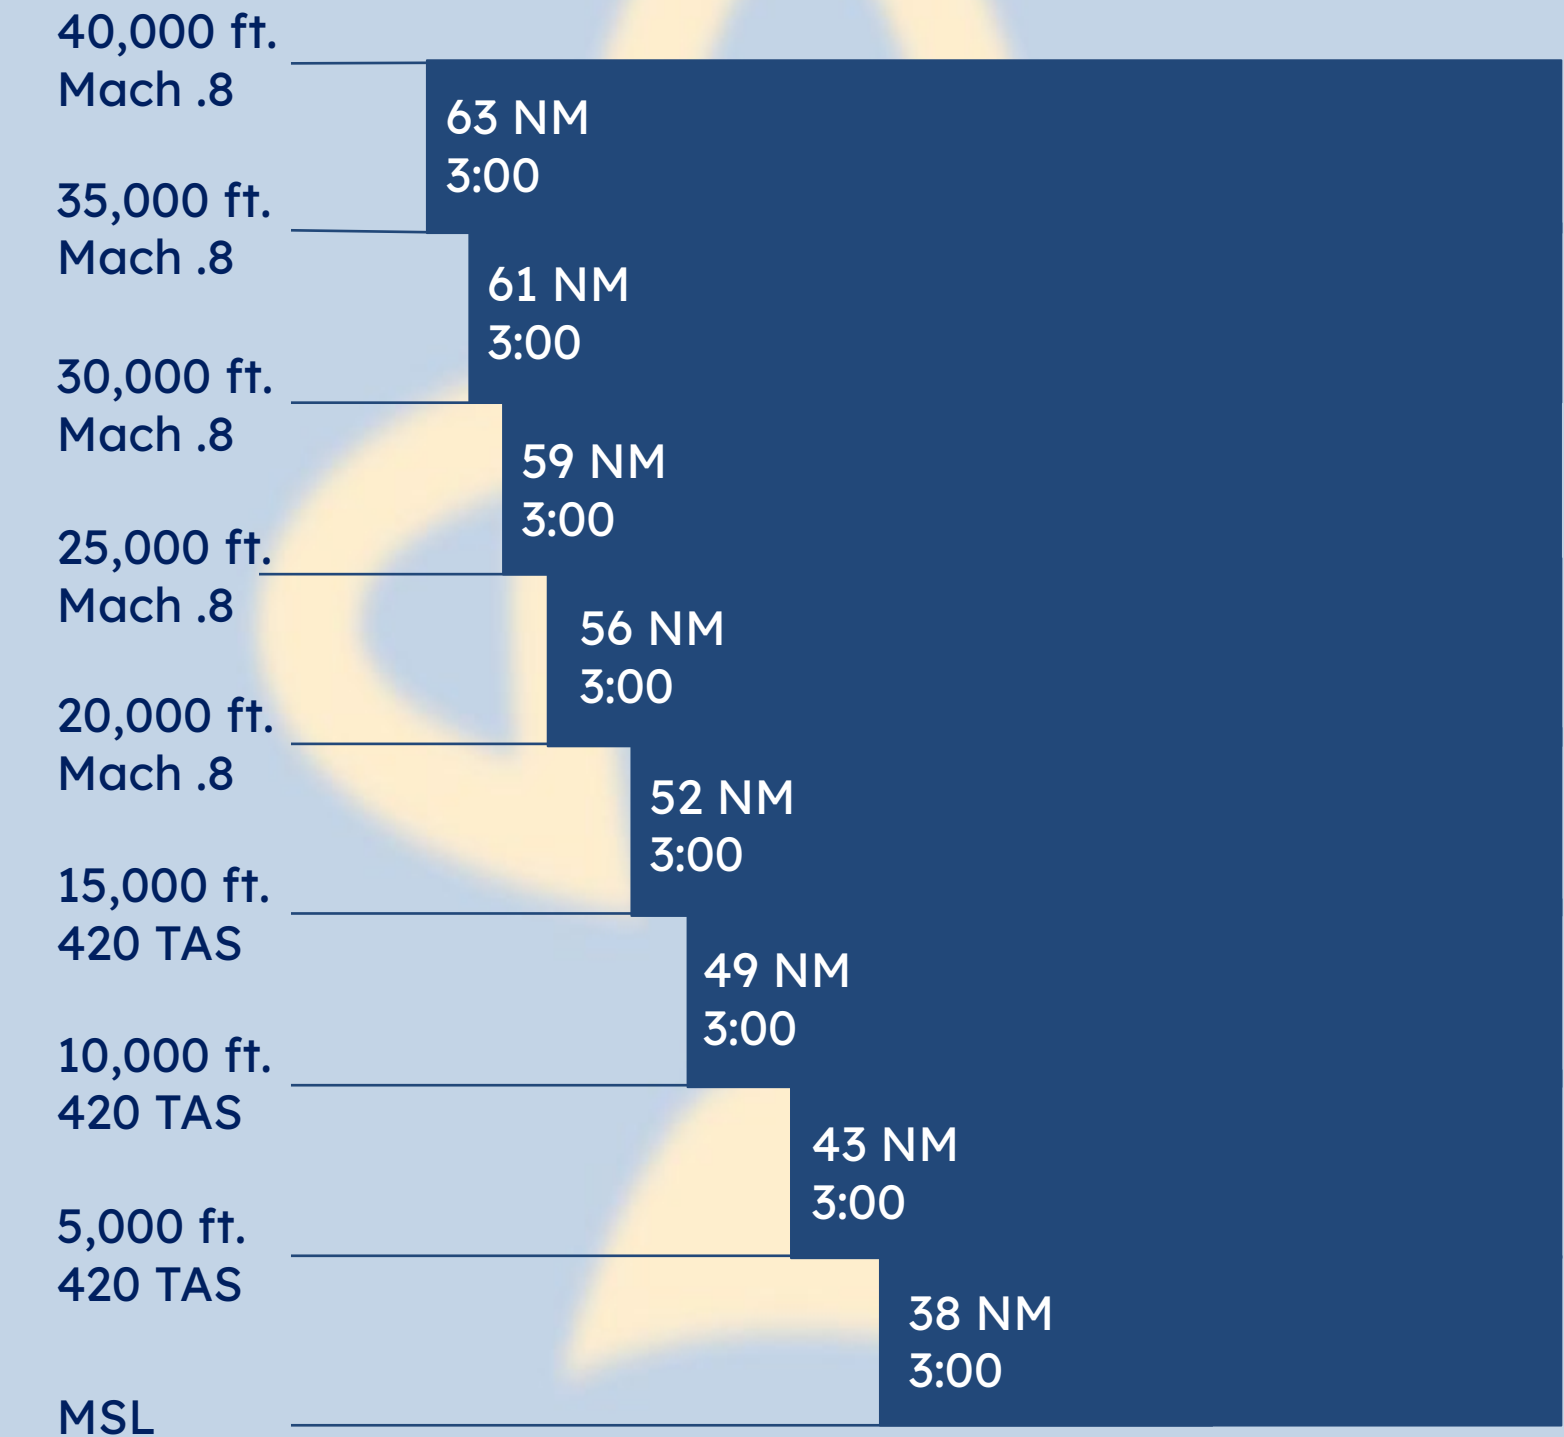 40,000 ft.
Mach .8
63 NM
3:00
35,000 ft.
Mach .8
61 NM
3:00
30,000 ft.
Mach .8
59 NM
3:00
25,000 ft.
Mach .8
56 NM
3:00
20,000 ft.
Mach .8
52 NM
3:00
15,000 ft.
420 TAS
49 NM
3:00
10,000 ft.
420 TAS
43 NM
3:00
5,000 ft.
420 TAS
38 NM
3:00
MSL